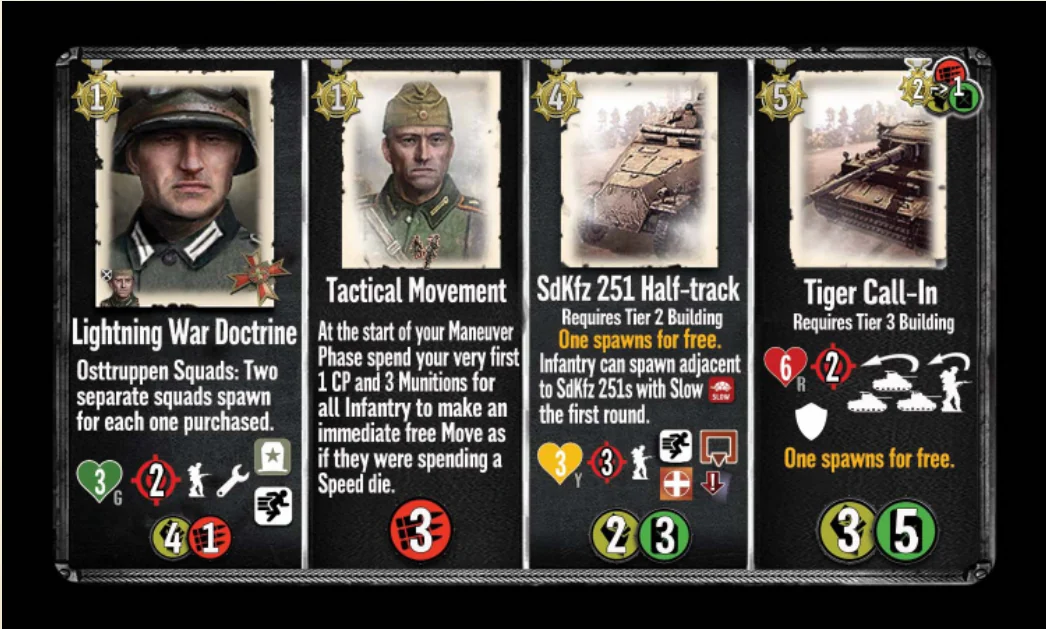 1
Lightning War Doctrine
Osttruppen Squads: Two
separate squads spawn
for each one purchased.
3 G 2
4 1
1
Tactical Movement
At the start of your Maneuver
Phase spend your very first
1 CP and 3 Munitions for
all Infantry to make an
immediate free Move as
if they were spending a
Speed die.
3
4
SdKfz 251 Half-track
Requires Tier 2 Building
One spawns for free.
Infantry can spawn adjacent
to SdKfz 251s with Slow SLOW
the first round.
3 Y 3
2 3
5
2->1
Tiger Call-In
Requires Tier 3 Building
6 R 2
One spawns for free.
3 5